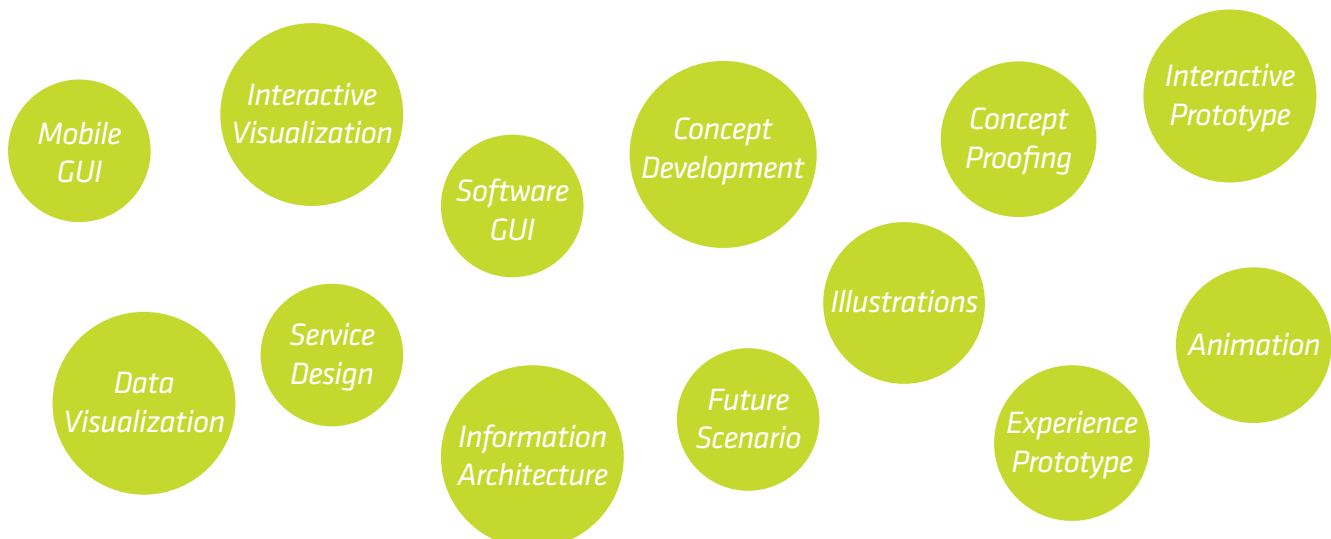 Mobile
GUI
Interactive
Visualization
Software
GUI
Concept
Development
Concept
Proofing
Interactive
Prototype
Data
Visualization
Service
Design
Information
Architecture
Future
Scenario
Illustrations
Experience
Prototype
Animation